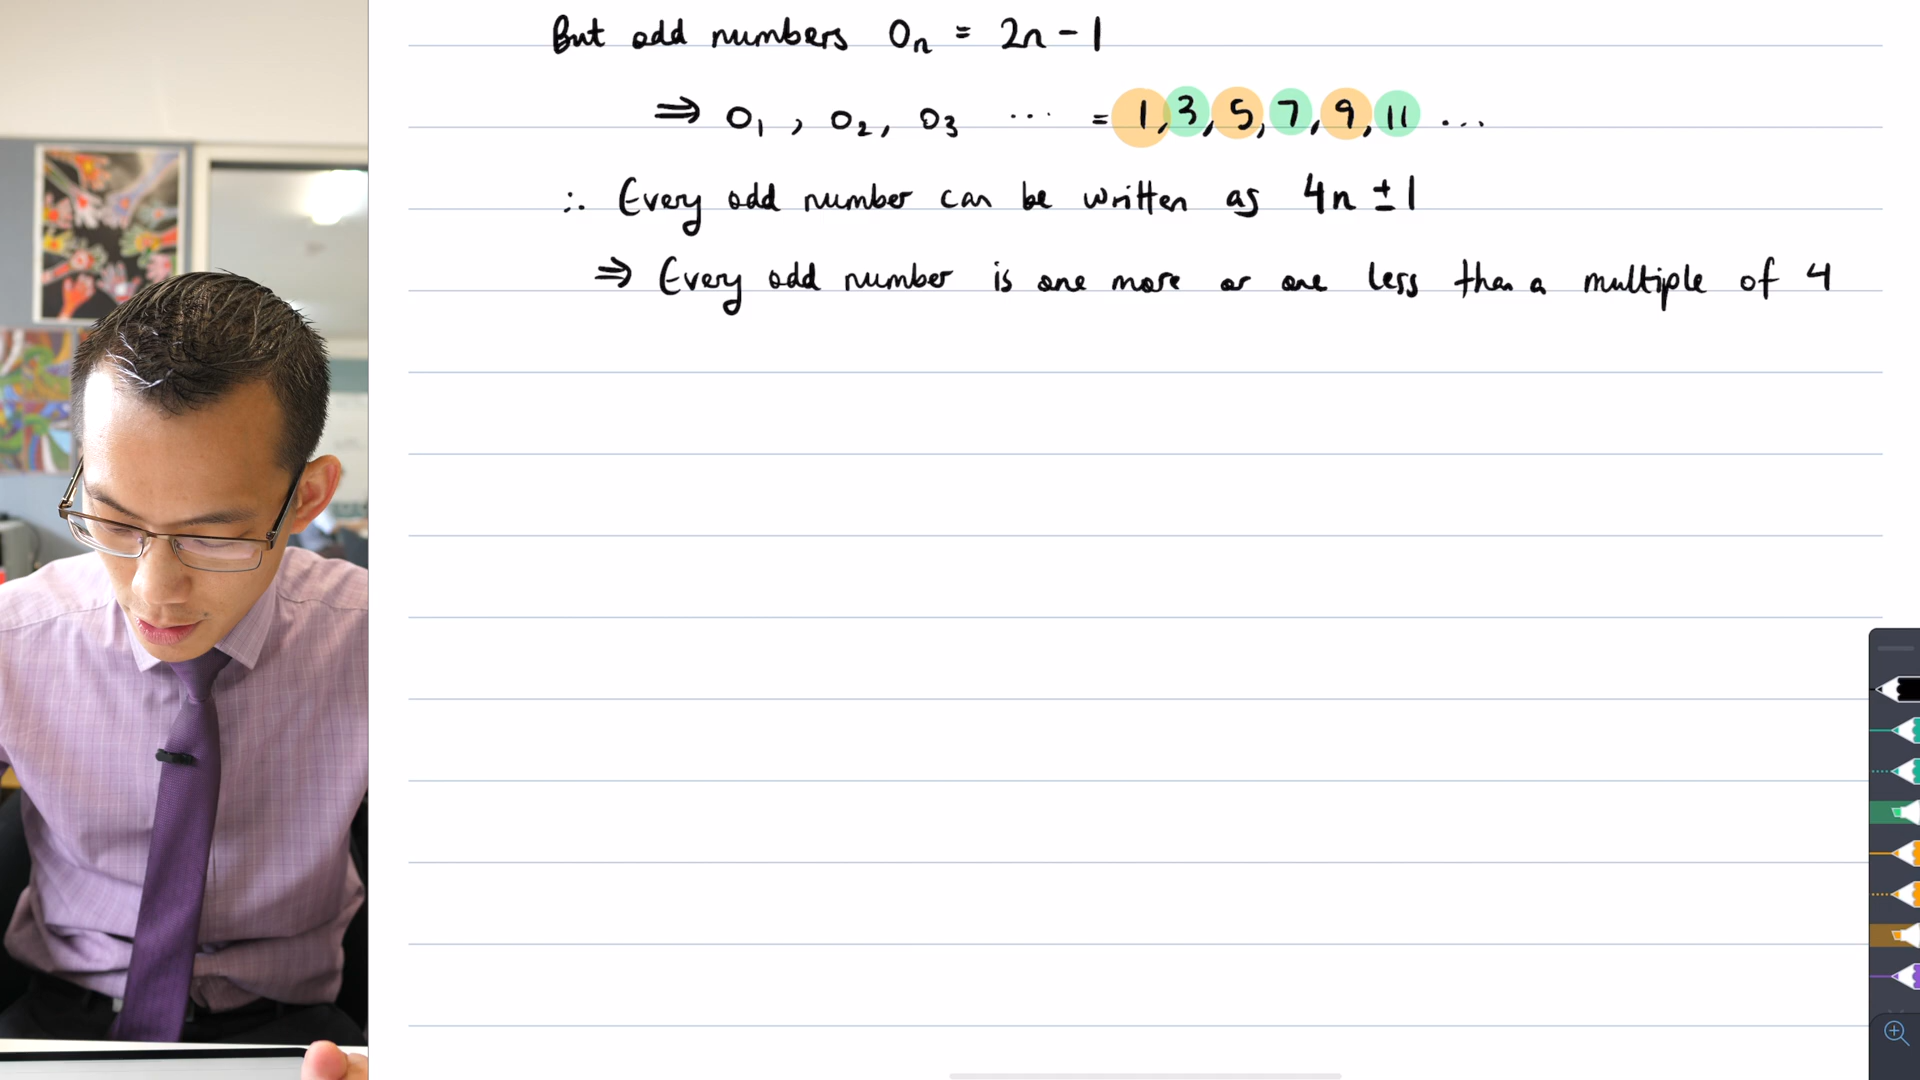 But odd numbers O₂ₙ = 2n - 1
⇒ O₁, O₂, O₃ ... = 1, 3, 5, 7, 9, 11 ...
∴ Every odd number can be written as 4n ± 1
⇒ Every odd number is one more or one less than a multiple of 4